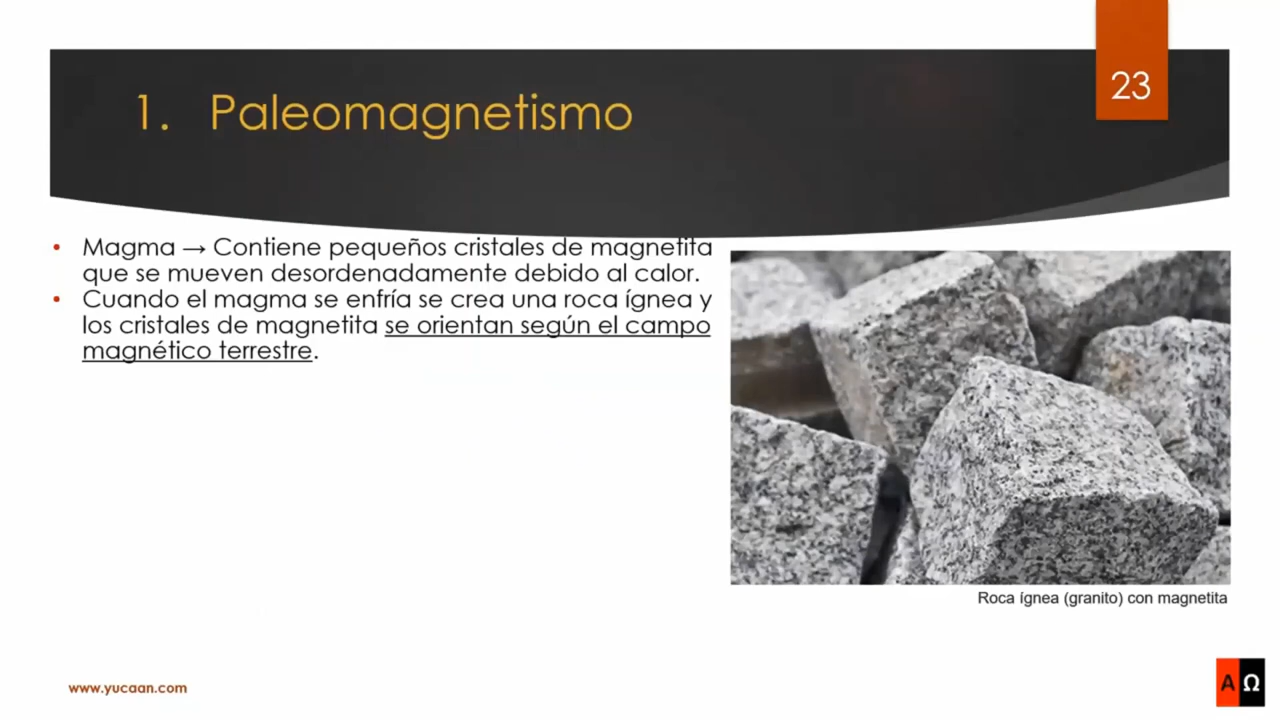 23
1. Paleomagnetismo
• Magma → Contiene pequeños cristales de magnetita
que se mueven desordenadamente debido al calor.
• Cuando el magma se enfría se crea una roca ígnea y
los cristales de magnetita se orientan según el campo
magnético terrestre.
Roca ígnea (granito) con magnetita
www.yucaan.com
AΩ